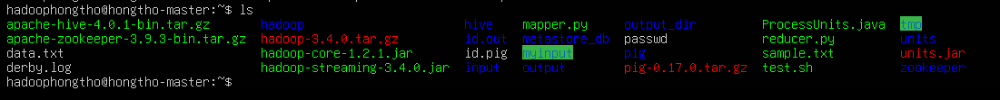 hadoophongtho@hongtho-master:~$ ls
apache-hive-4.0.1-bin.tar.gz hadoop hive mapper.py output_dir ProcessUnits.java tmp
apache-zookeeper-3.9.3-bin.tar.gz hadoop-3.4.0.tar.gz id.out metastore_db passwd reducer.py units
data.txt hadoop-core-1.2.1.jar id.pig myinput pig sample.txt units.jar
derby.log hadoop-streaming-3.4.0.jar input output pig-0.17.0.tar.gz test.sh zookeeper
hadoophongtho@hongtho-master:~$